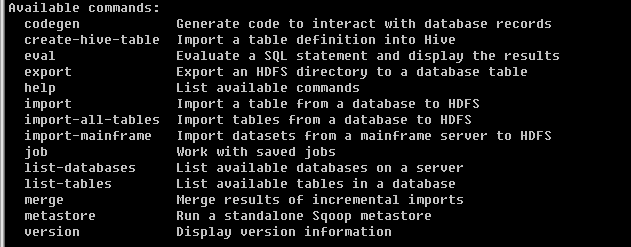 Available commands:
  codegen            Generate code to interact with database records
  create-hive-table  Import a table definition into Hive
  eval               Evaluate a SQL statement and display the results
  export             Export an HDFS directory to a database table
  help               List available commands
  import             Import a table from a database to HDFS
  import-all-tables  Import tables from a database to HDFS
  import-mainframe   Import datasets from a mainframe server to HDFS
  job                Work with saved jobs
  list-databases     List available databases on a server
  list-tables        List available tables in a database
  merge              Merge results of incremental imports
  metastore          Run a standalone Sqoop metastore
  version            Display version information